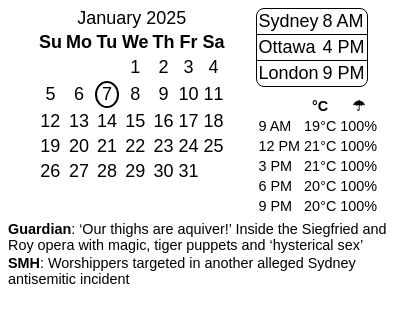 January 2025
Su Mo Tu We Th Fr Sa
1 2 3 4
5 6 7 8 9 10 11
12 13 14 15 16 17 18
19 20 21 22 23 24 25
26 27 28 29 30 31
Sydney 8 AM
Ottawa 4 PM
London 9 PM
°C ☂
9 AM 19°C 100%
12 PM 21°C 100%
3 PM 21°C 100%
6 PM 20°C 100%
9 PM 20°C 100%
Guardian: ‘Our thighs are aquiver!’ Inside the Siegfried and
Roy opera with magic, tiger puppets and ‘hysterical sex’
SMH: Worshippers targeted in another alleged Sydney
antisemitic incident